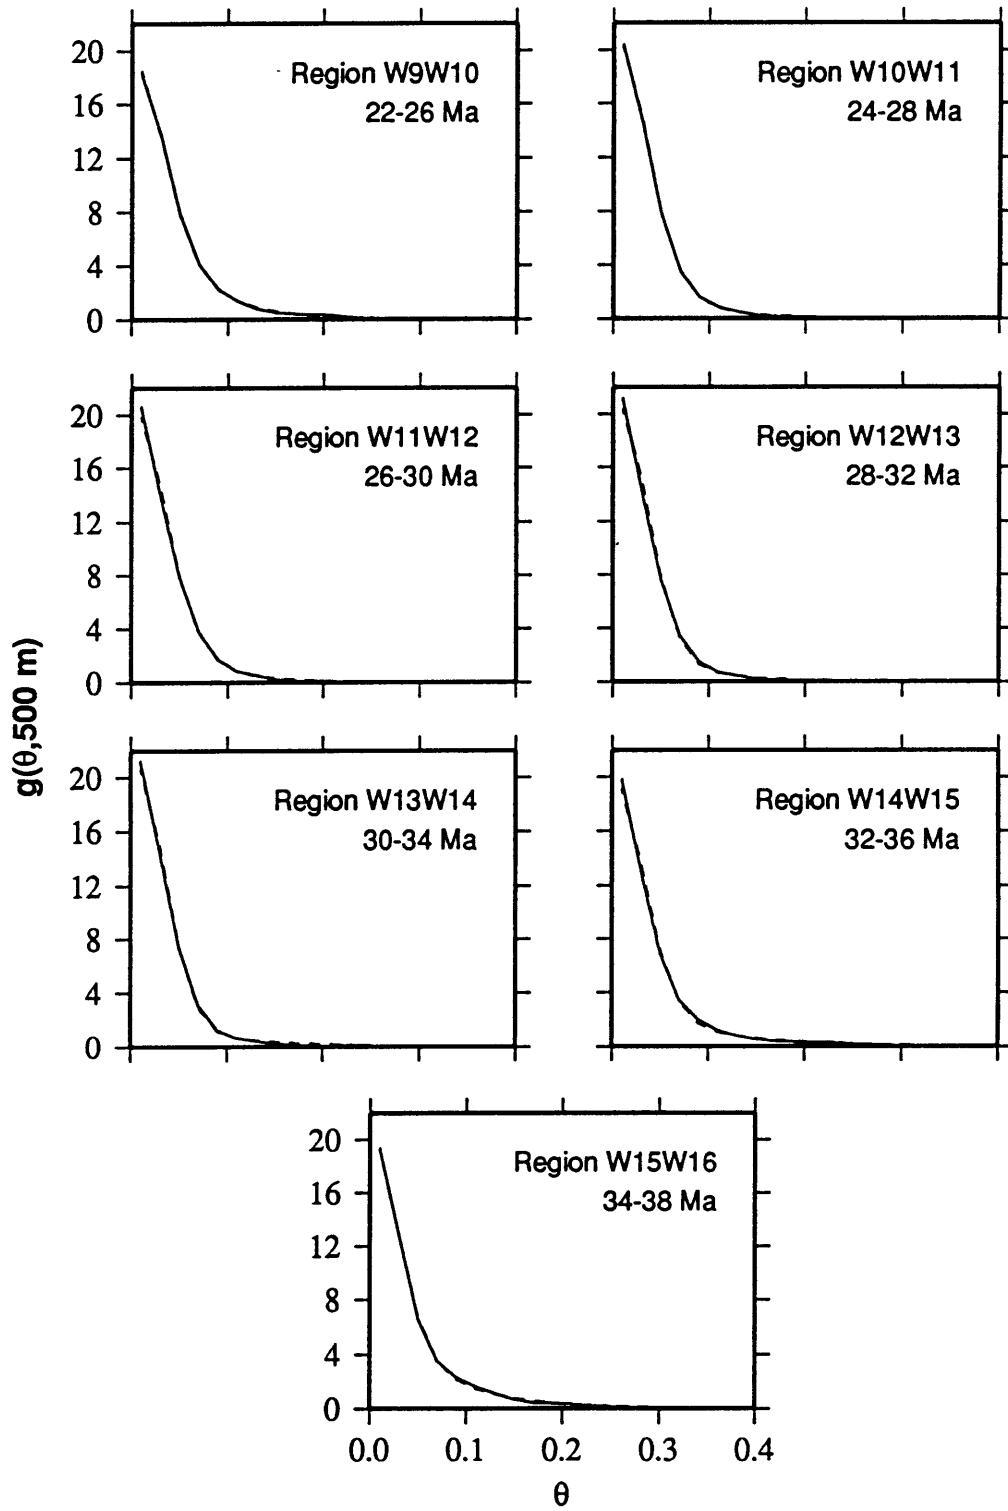 Region W9W10
22-26 Ma
20
16
12
8
4
0
Region W10W11
24-28 Ma
Region W11W12
26-30 Ma
20
16
12
8
4
0
Region W12W13
28-32 Ma
g(θ,500 m)
Region W13W14
30-34 Ma
20
16
12
8
4
0
Region W14W15
32-36 Ma
Region W15W16
34-38 Ma
20
16
12
8
4
0
0.0 0.1 0.2 0.3 0.4
θ